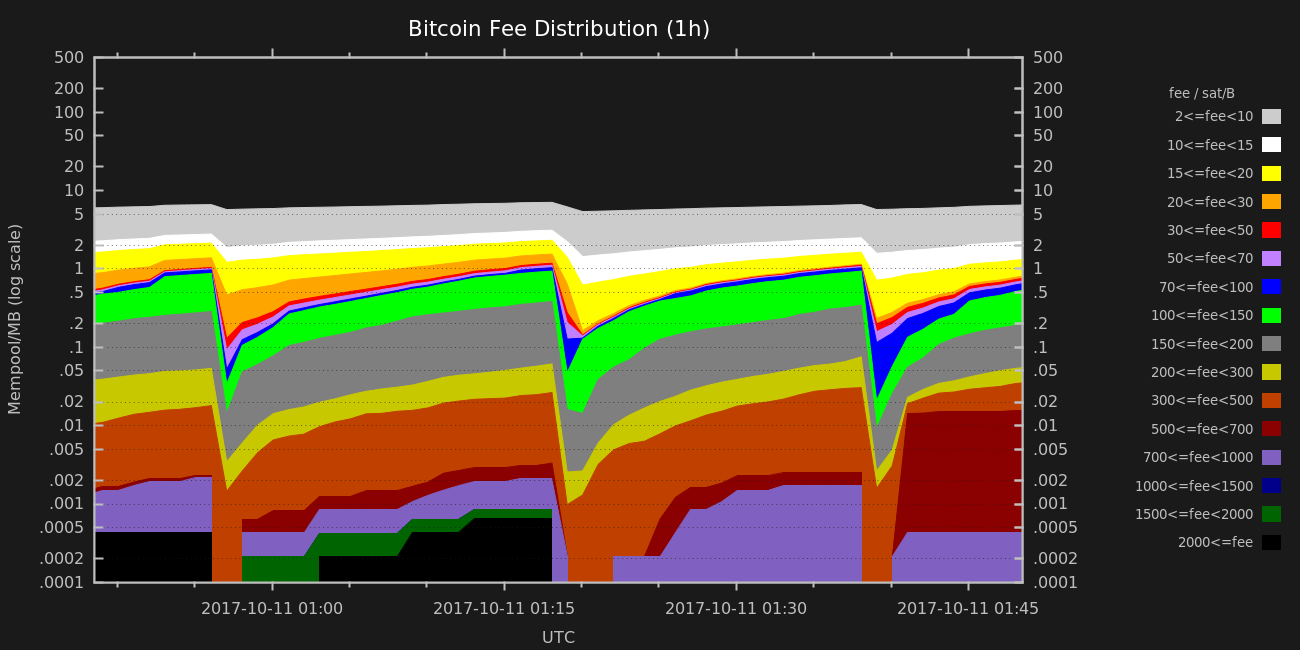 Bitcoin Fee Distribution (1h)
Mempool/MB (log scale)
500
200
100
50
20
10
5
2
1
.5
.2
.1
.05
.02
.01
.005
.002
.001
.0005
.0002
.0001
500
200
100
50
20
10
5
2
1
.5
.2
.1
.05
.02
.01
.005
.002
.001
.0005
.0002
.0001
2017-10-11 01:00 2017-10-11 01:15 2017-10-11 01:30 2017-10-11 01:45
UTC
fee / sat/B
2<=fee<10
10<=fee<15
15<=fee<20
20<=fee<30
30<=fee<50
50<=fee<70
70<=fee<100
100<=fee<150
150<=fee<200
200<=fee<300
300<=fee<500
500<=fee<700
700<=fee<1000
1000<=fee<1500
1500<=fee<2000
2000<=fee